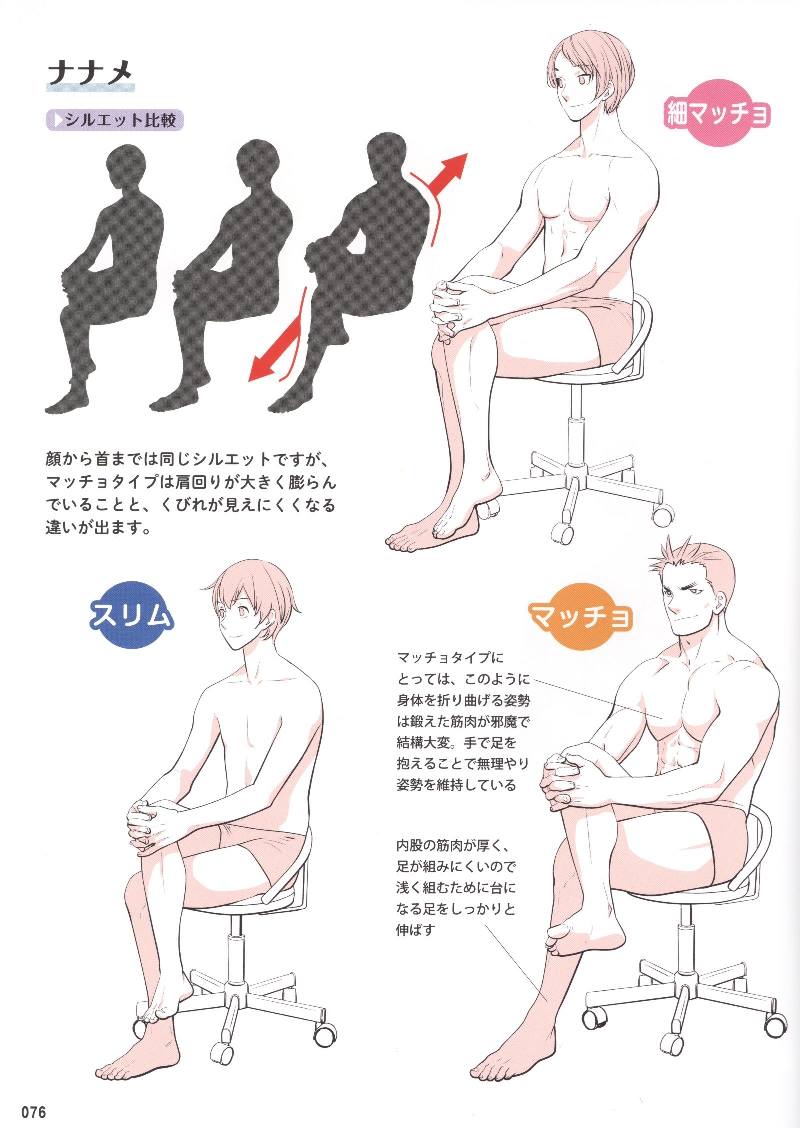 ナナメ
シルエット比較
細マッチョ
顔から首までは同じシルエットですが、
マッチョタイプは肩回りが大きく膨らん
でいることと、くびれが見えにくくなる
違いが出ます。
スリム
マッチョ
マッチョタイプに
とっては、このように
身体を折り曲げる姿勢
は鍛えた筋肉が邪魔で
結構大変。手で足を
抱えることで無理やり
姿勢を維持している
内股の筋肉が厚く、
足が組みにくいので
浅く組むために台に
なる足をしっかりと
伸ばす
076